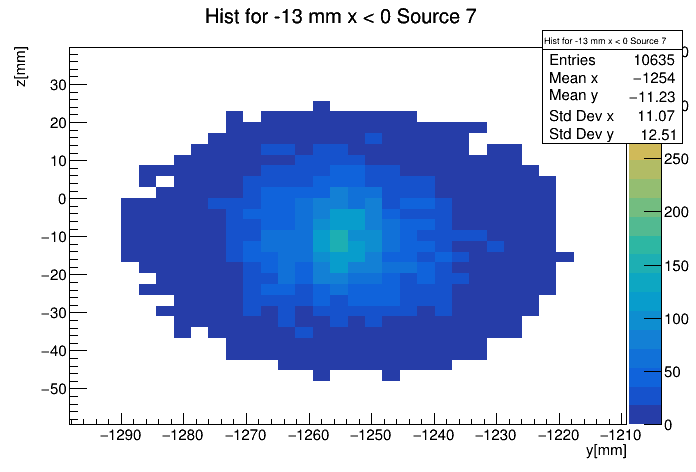 Hist for -13 mm x < 0 Source 7
z[mm]
Hist for -13 mm x < 0 Source 7
Entries 10635
Mean x −1254
Mean y −11.23
Std Dev x 11.07
Std Dev y 12.51
30
20
10
0
−10
−20
−30
−40
−50
−1290 −1280 −1270 −1260 −1250 −1240 −1230 −1220 −1210
y[mm]
250
200
150
100
50
0